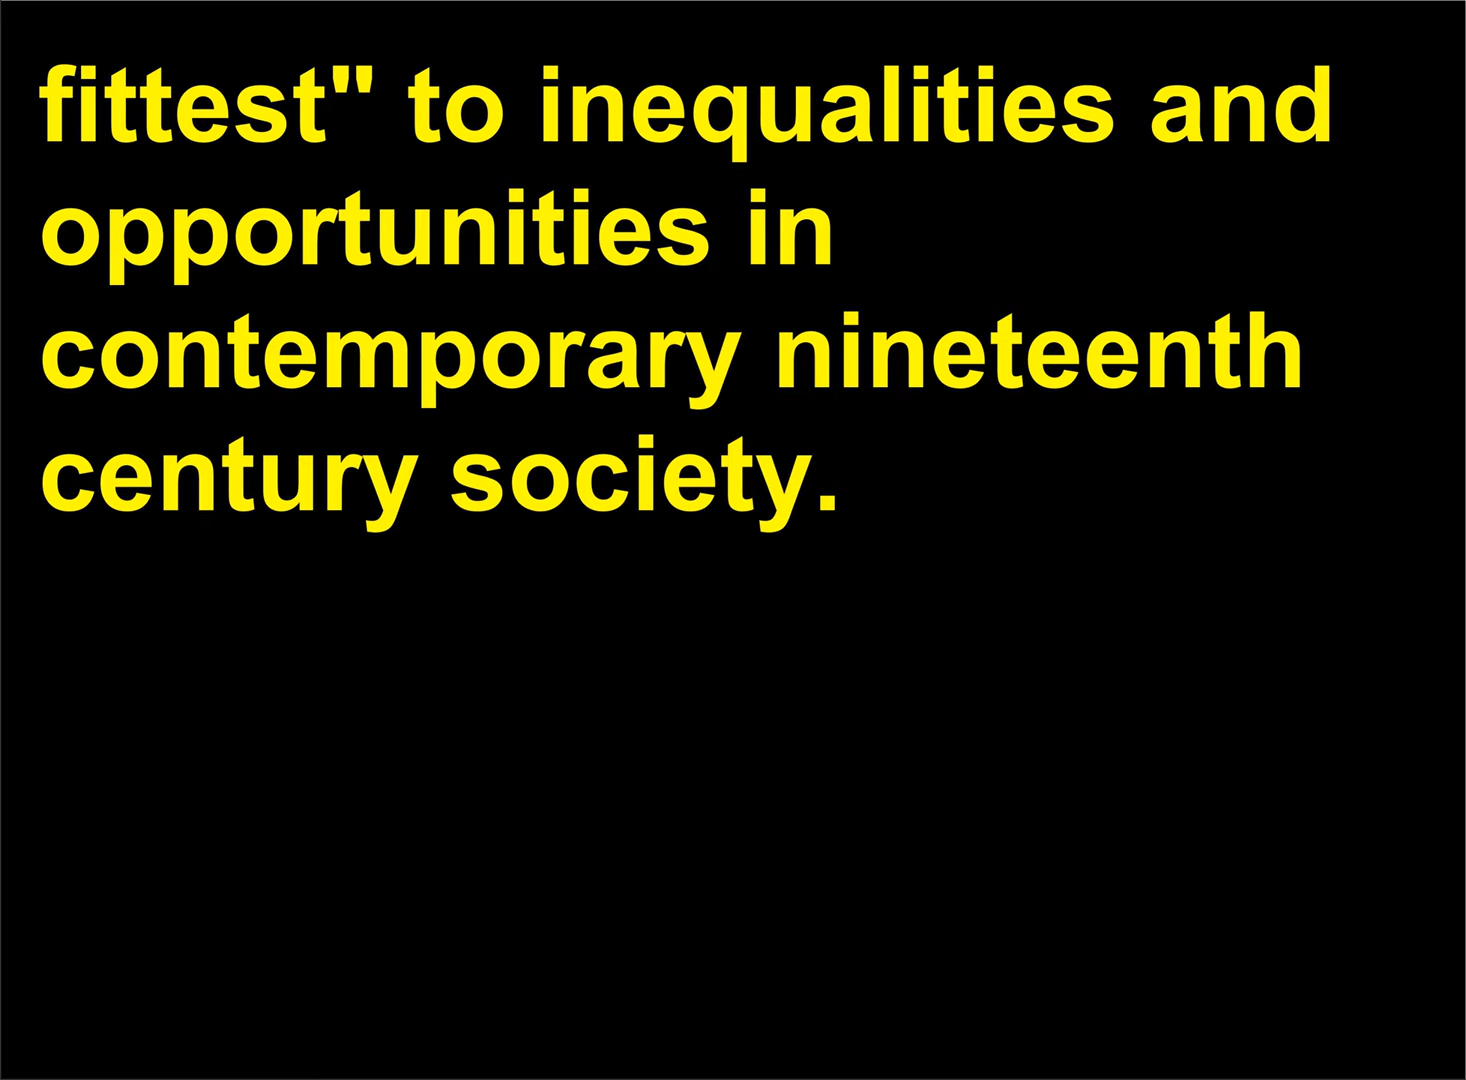 fittest" to inequalities and
opportunities in
contemporary nineteenth
century society.